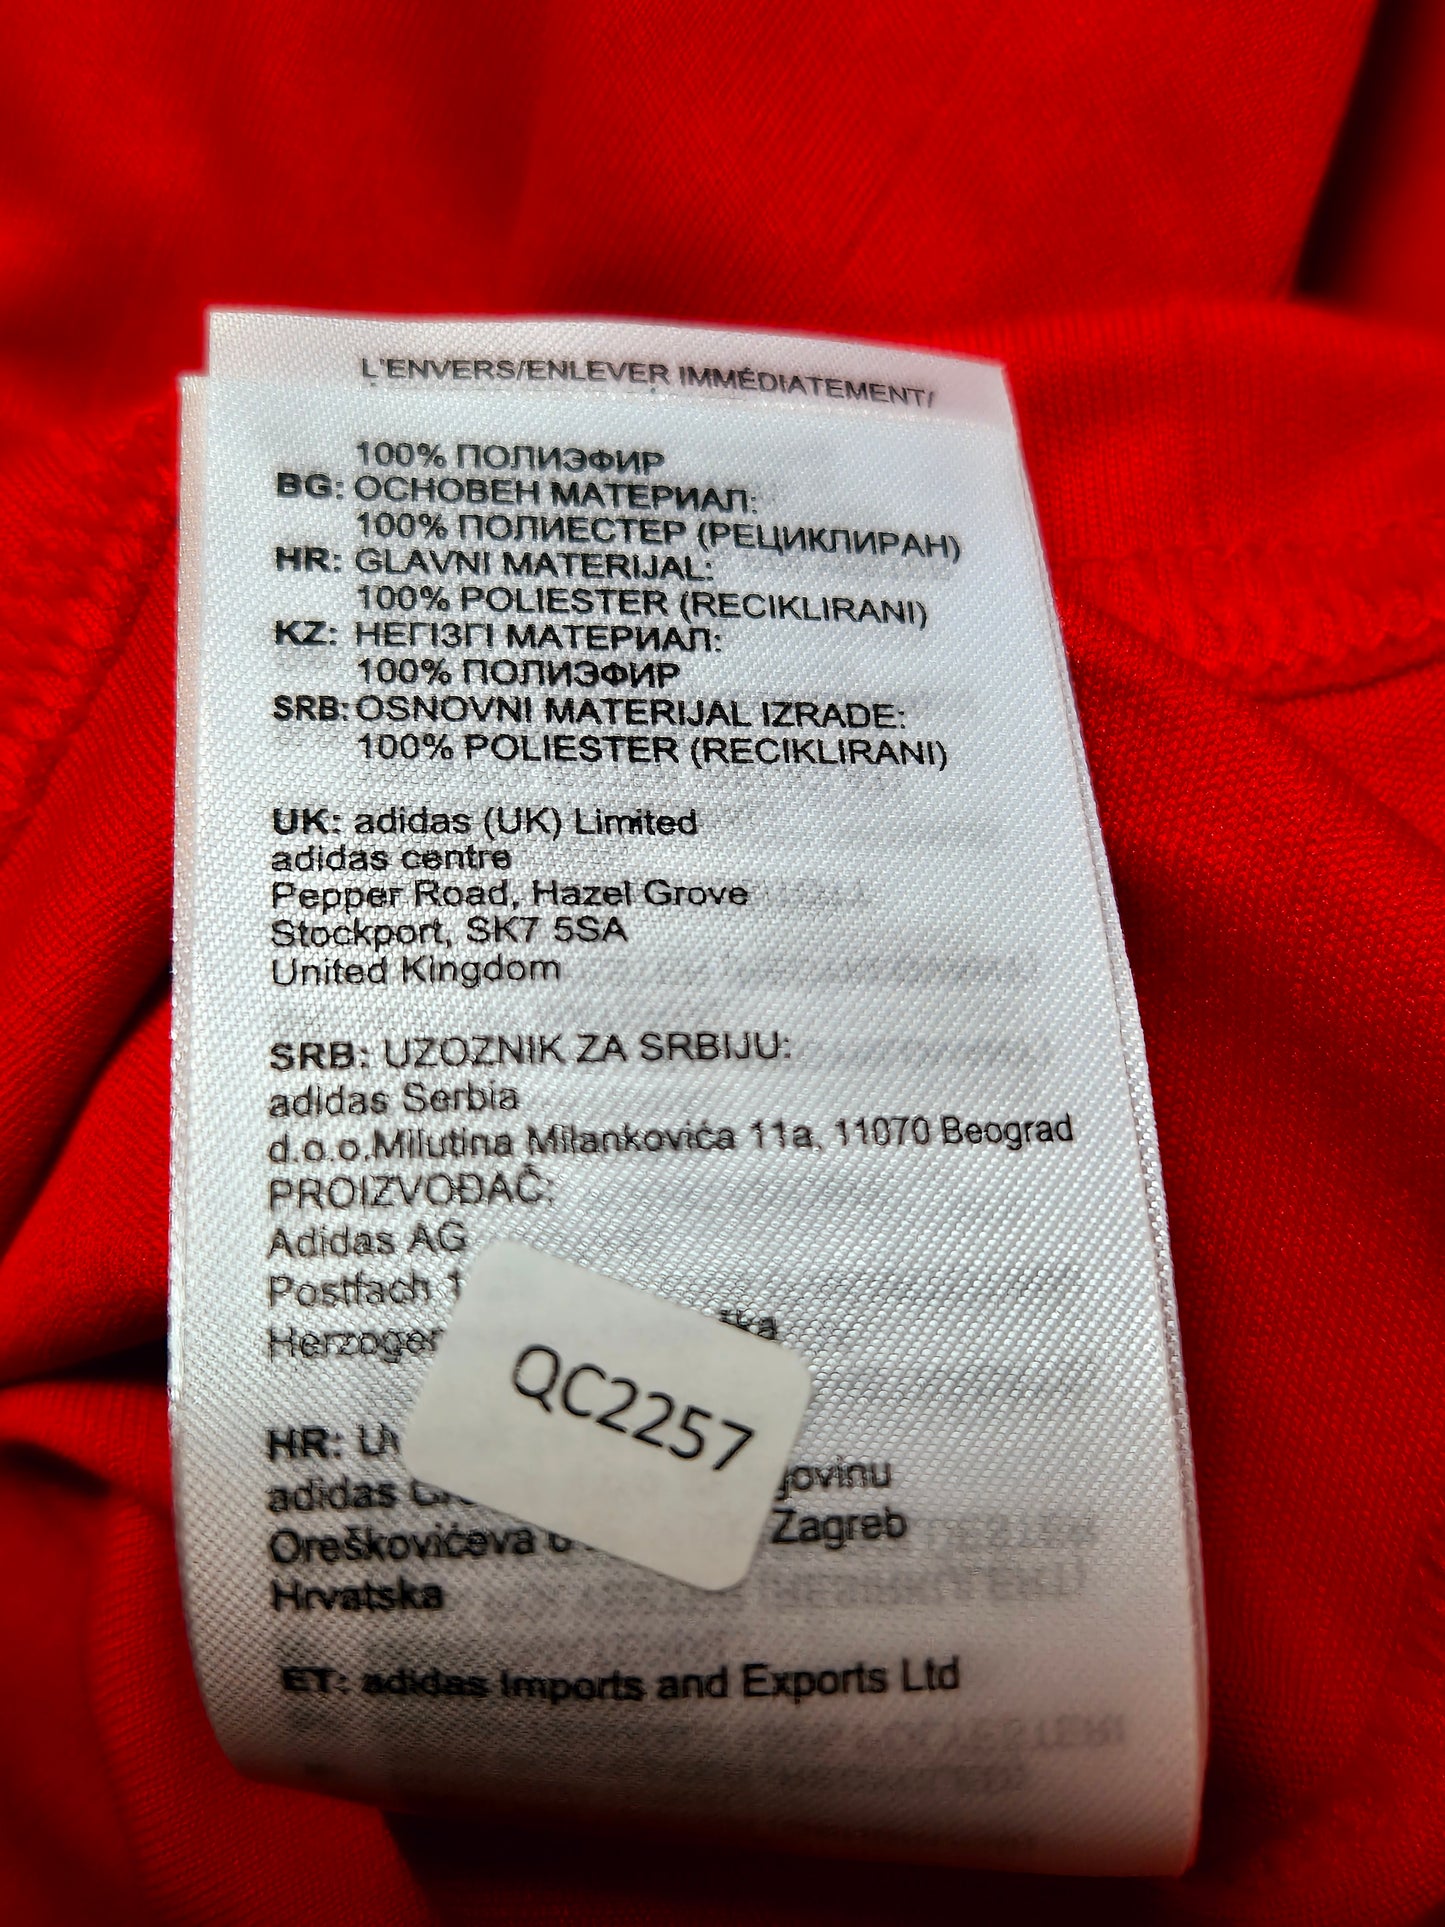 L'ENVERS/ENLEVER IMMÉDIATEMENT/
100% ПОЛИЭФИР
BG: ОСНОВЕН МАТЕРИАЛ:
100% ПОЛИЕСТЕР (РЕЦИКЛИРАН)
HR: GLAVNI MATERIJAL:
100% POLIESTER (RECIKLIRANI)
KZ: НЕГІЗГІ МАТЕРИАЛ:
100% ПОЛИЭФИР
SRB: OSNOVNI MATERIJAL IZRADE:
100% POLIESTER (RECIKLIRANI)
UK: adidas (UK) Limited
adidas centre
Pepper Road, Hazel Grove
Stockport, SK7 5SA
United Kingdom
SRB: UZOZNIK ZA SRBIJU:
adidas Serbia
d.o.o.Milutina Milankovića 11a, 11070 Beograd
PROIZVOĐAČ:
Adidas AG
Postfach
QC2257
HR:
adidas
Oreškovićeva Zagreb
Hrvatska
ET: adidas Imports and Exports Ltd